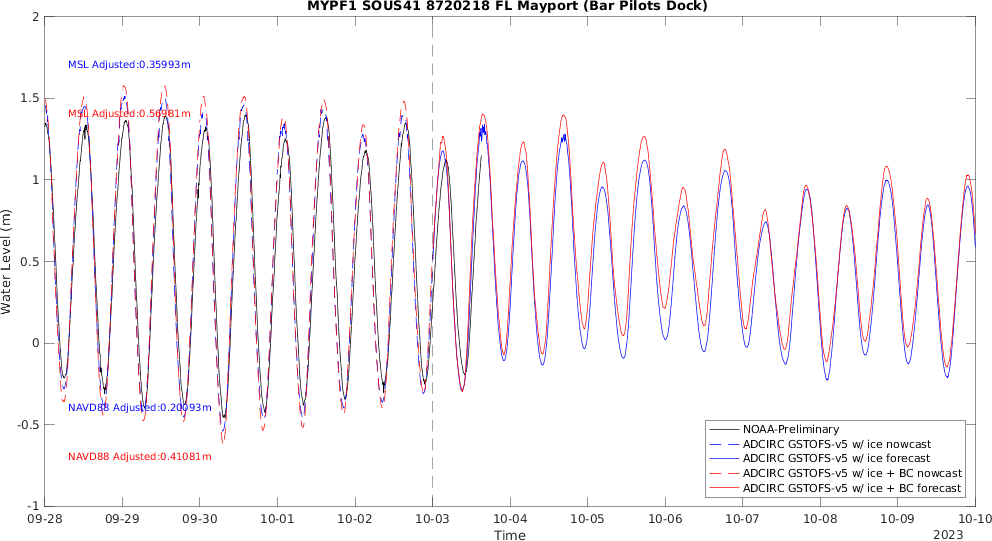 MYPF1 SOUS41 8720218 FL Mayport (Bar Pilots Dock)
2
1.5
1
0.5
0
-0.5
-1
Water Level (m)
MSL Adjusted:0.35993m
MSL Adjusted:0.56981m
NAVD88 Adjusted:0.20093m
NAVD88 Adjusted:0.41081m
NOAA-Preliminary
ADCIRC GSTOFS-v5 w/ ice nowcast
ADCIRC GSTOFS-v5 w/ ice forecast
ADCIRC GSTOFS-v5 w/ ice + BC nowcast
ADCIRC GSTOFS-v5 w/ ice + BC forecast
09-28 09-29 09-30 10-01 10-02 10-03 10-04 10-05 10-06 10-07 10-08 10-09 10-10
Time
2023